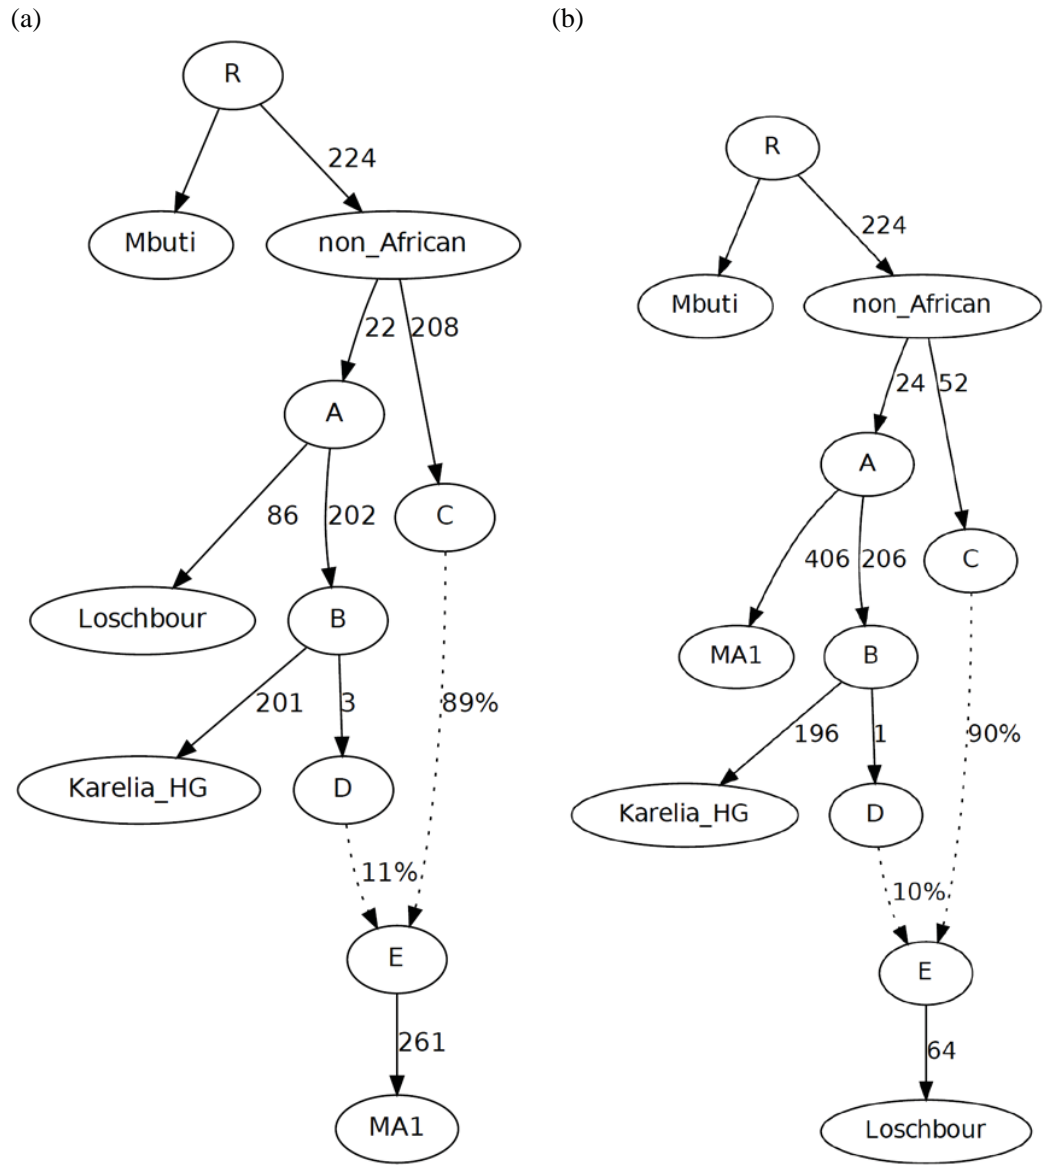 (a)
R
224
Mbuti
non_African
22
208
A
86
202
C
Loschbour
B
201
3
89%
Karelia_HG
D
11%
E
261
MA1
(b)
R
224
Mbuti
non_African
24
52
A
406
206
C
MA1
B
196
1
90%
Karelia_HG
D
10%
E
64
Loschbour